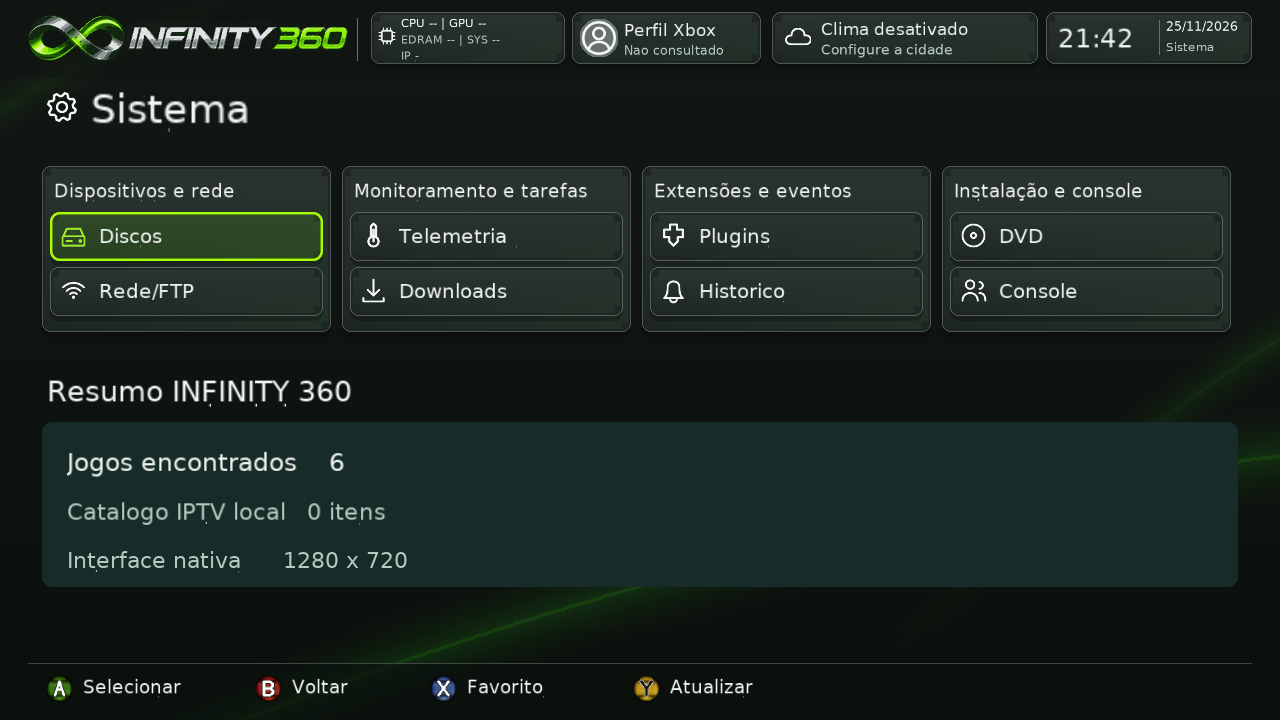 INFINITY 360
CPU -- | GPU --
EDRAM -- | SYS --
IP -
Perfil Xbox
Nao consultado
Clima desativado
Configure a cidade
21:42
25/11/2026
Sistema
Sistema
Dispositivos e rede
Discos
Rede/FTP
Monitoramento e tarefas
Telemetria
Downloads
Extensões e eventos
Plugins
Historico
Instalação e console
DVD
Console
Resumo INFINITY 360
Jogos encontrados 6
Catalogo IPTV local 0 itens
Interface nativa 1280 x 720
A Selecionar
B Voltar
X Favorito
Y Atualizar